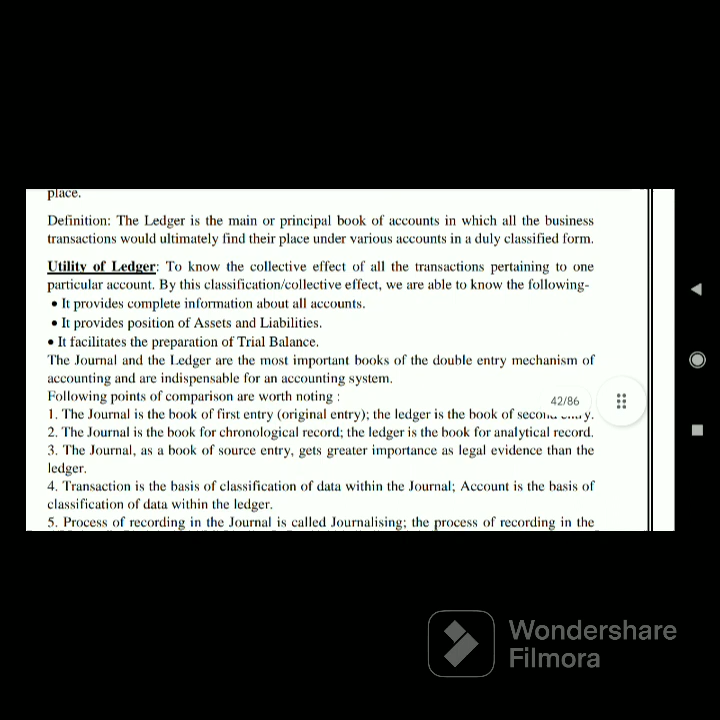 place.
Definition: The Ledger is the main or principal book of accounts in which all the business
transactions would ultimately find their place under various accounts in a duly classified form.
Utility of Ledger: To know the collective effect of all the transactions pertaining to one
particular account. By this classification/collective effect, we are able to know the following-
• It provides complete information about all accounts.
• It provides position of Assets and Liabilities.
• It facilitates the preparation of Trial Balance.
The Journal and the Ledger are the most important books of the double entry mechanism of
accounting and are indispensable for an accounting system.
Following points of comparison are worth noting :
42/86
1. The Journal is the book of first entry (original entry); the ledger is the book of
2. The Journal is the book for chronological record; the ledger is the book for analytical record.
3. The Journal, as a book of source entry, gets greater importance as legal evidence than the
ledger.
4. Transaction is the basis of classification of data within the Journal; Account is the basis of
classification of data within the ledger.
5. Process of recording in the Journal is called Journalising; the process of recording in the
Wondershare
Filmora